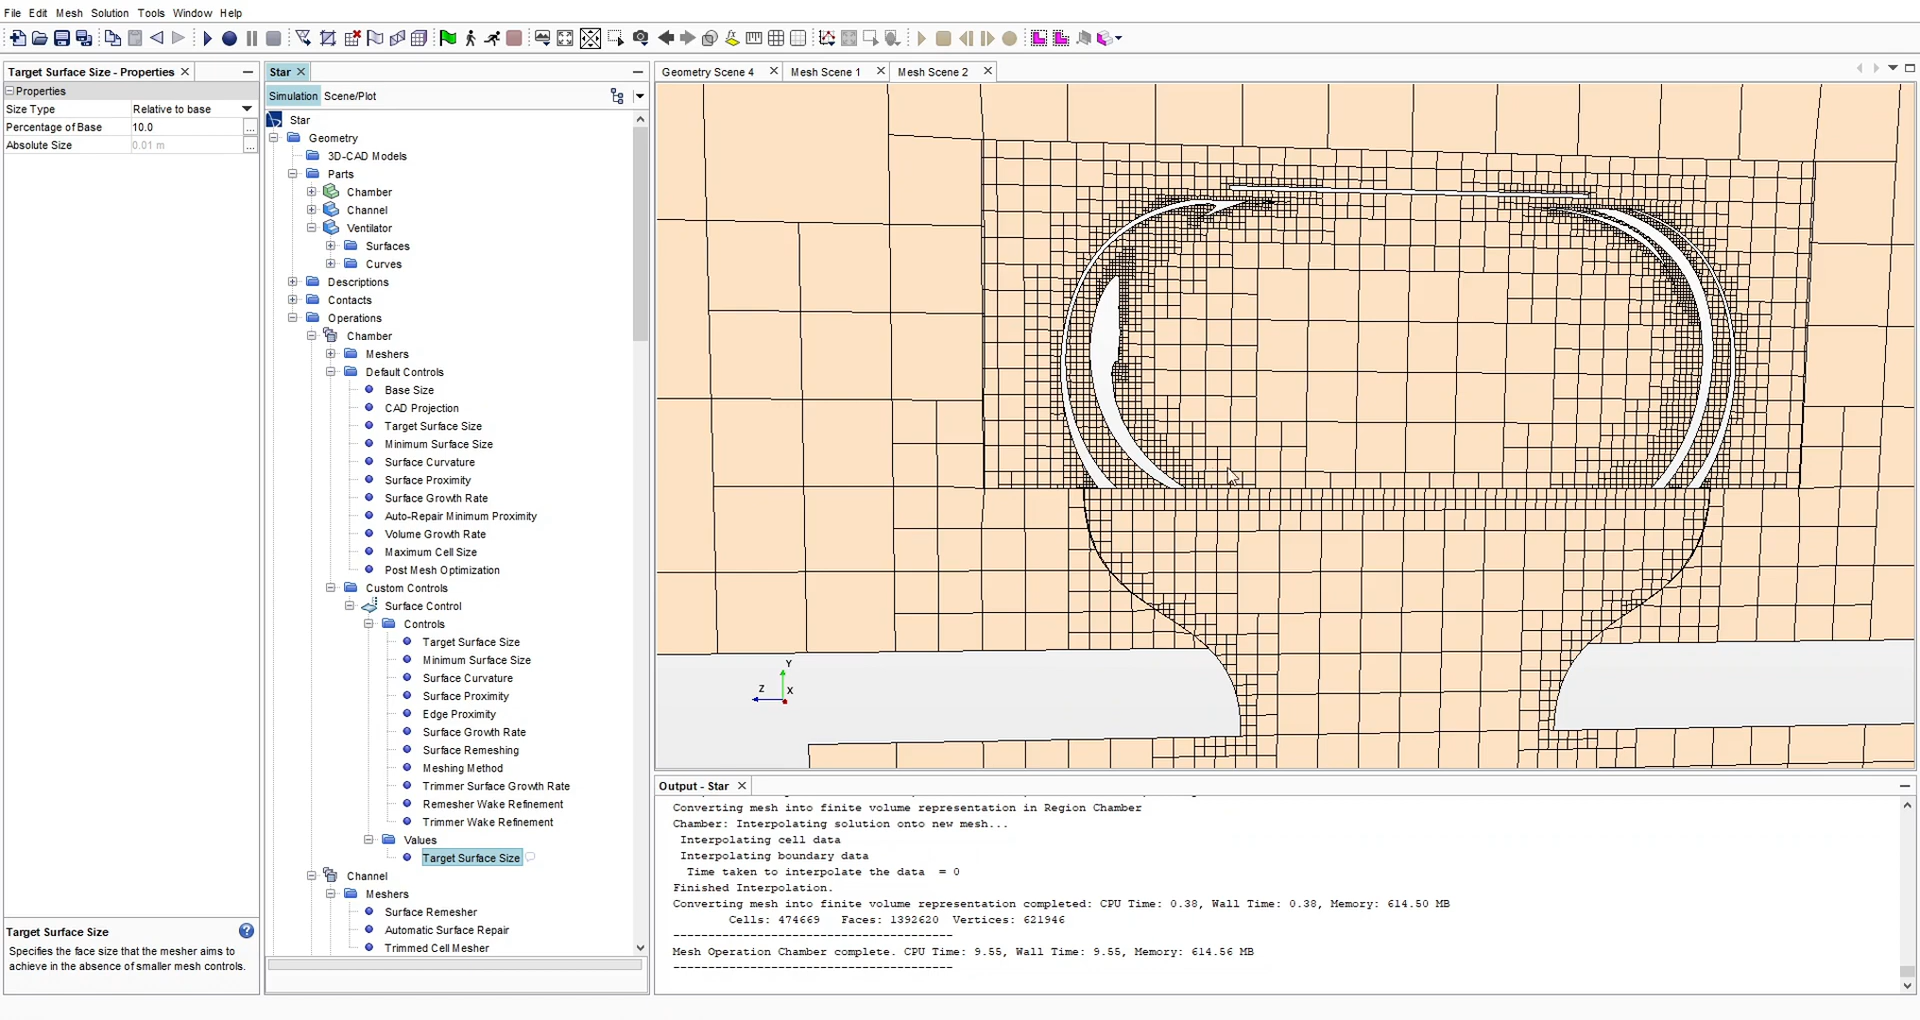 File Edit Mesh Solution Tools Window Help
Target Surface Size - Properties
Properties
Size Type Relative to base
Percentage of Base 10.0 ...
Absolute Size 0.01 m ...
Target Surface Size
Specifies the face size that the mesher aims to
achieve in the absence of smaller mesh controls.
Star
Simulation Scene/Plot
Star
Geometry
3D-CAD Models
Parts
Chamber
Channel
Ventilator
Surfaces
Curves
Descriptions
Contacts
Operations
Chamber
Meshers
Default Controls
Base Size
CAD Projection
Target Surface Size
Minimum Surface Size
Surface Curvature
Surface Proximity
Surface Growth Rate
Auto-Repair Minimum Proximity
Volume Growth Rate
Maximum Cell Size
Post Mesh Optimization
Custom Controls
Surface Control
Controls
Target Surface Size
Minimum Surface Size
Surface Curvature
Surface Proximity
Edge Proximity
Surface Growth Rate
Surface Remeshing
Meshing Method
Trimmer Surface Growth Rate
Remesher Wake Refinement
Trimmer Wake Refinement
Values
Target Surface Size
Channel
Meshers
Surface Remesher
Automatic Surface Repair
Trimmed Cell Mesher
Geometry Scene 4 Mesh Scene 1 Mesh Scene 2
Y
Z X
Output - Star
Converting mesh into finite volume representation in Region Chamber
Chamber: Interpolating solution onto new mesh...
Interpolating cell data
Interpolating boundary data
Time taken to interpolate the data = 0
Finished Interpolation.
Converting mesh into finite volume representation completed: CPU Time: 0.38, Wall Time: 0.38, Memory: 614.50 MB
Cells: 474669 Faces: 1392620 Vertices: 621946
---------------------------------------
Mesh Operation Chamber complete. CPU Time: 9.55, Wall Time: 9.55, Memory: 614.56 MB
---------------------------------------